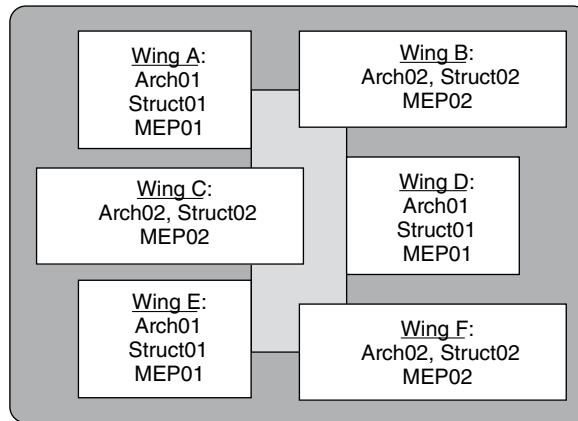 Wing A:
Arch01
Struct01
MEP01
Wing B:
Arch02, Struct02
MEP02
Wing C:
Arch02, Struct02
MEP02
Wing D:
Arch01
Struct01
MEP01
Wing E:
Arch01
Struct01
MEP01
Wing F:
Arch02, Struct02
MEP02